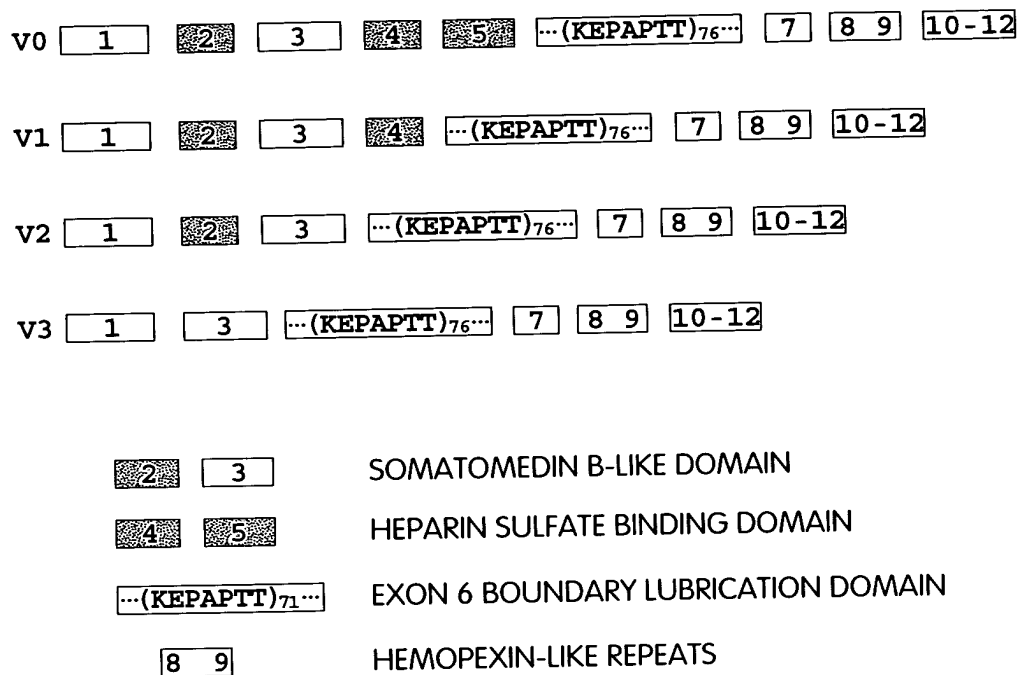 V0 1 2 3 4 5 ···(KEPAPTT)76··· 7 8 9 10-12
V1 1 2 3 4 ···(KEPAPTT)76··· 7 8 9 10-12
V2 1 2 3 ···(KEPAPTT)76··· 7 8 9 10-12
V3 1 3 ···(KEPAPTT)76··· 7 8 9 10-12
2 3 SOMATOMEDIN B-LIKE DOMAIN
4 5 HEPARIN SULFATE BINDING DOMAIN
···(KEPAPTT)71··· EXON 6 BOUNDARY LUBRICATION DOMAIN
8 9 HEMOPEXIN-LIKE REPEATS